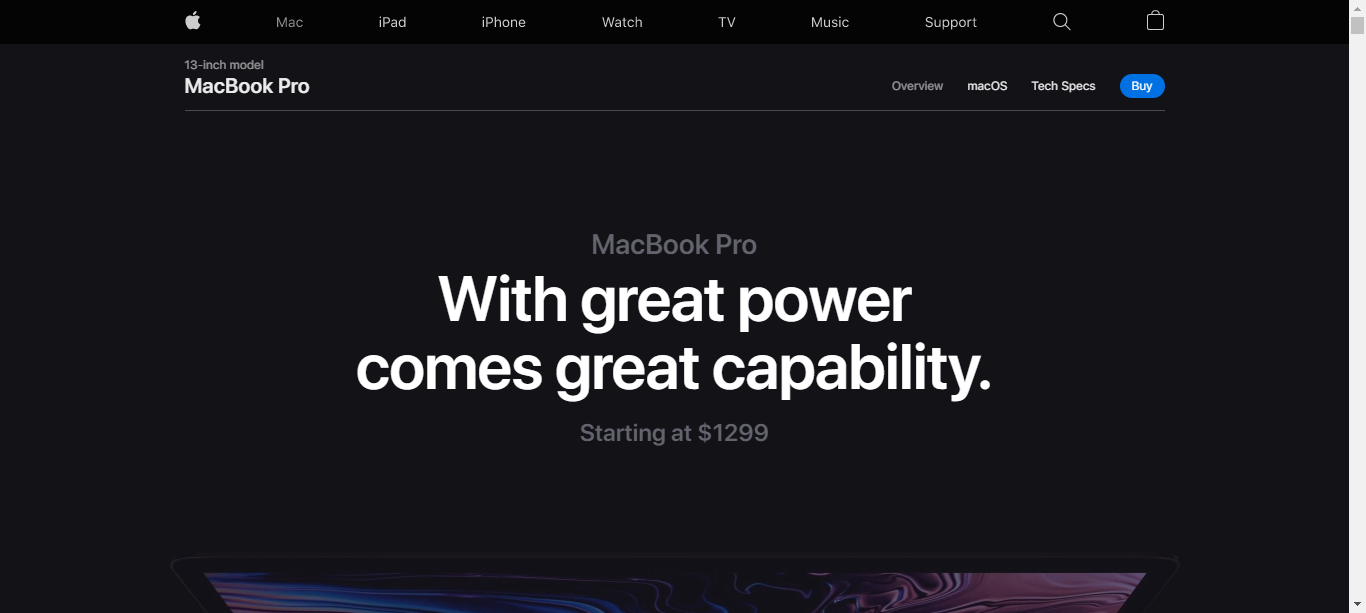 Mac iPad iPhone Watch TV Music Support
13-inch model
MacBook Pro
Overview macOS Tech Specs Buy
MacBook Pro
With great power
comes great capability.
Starting at $1299